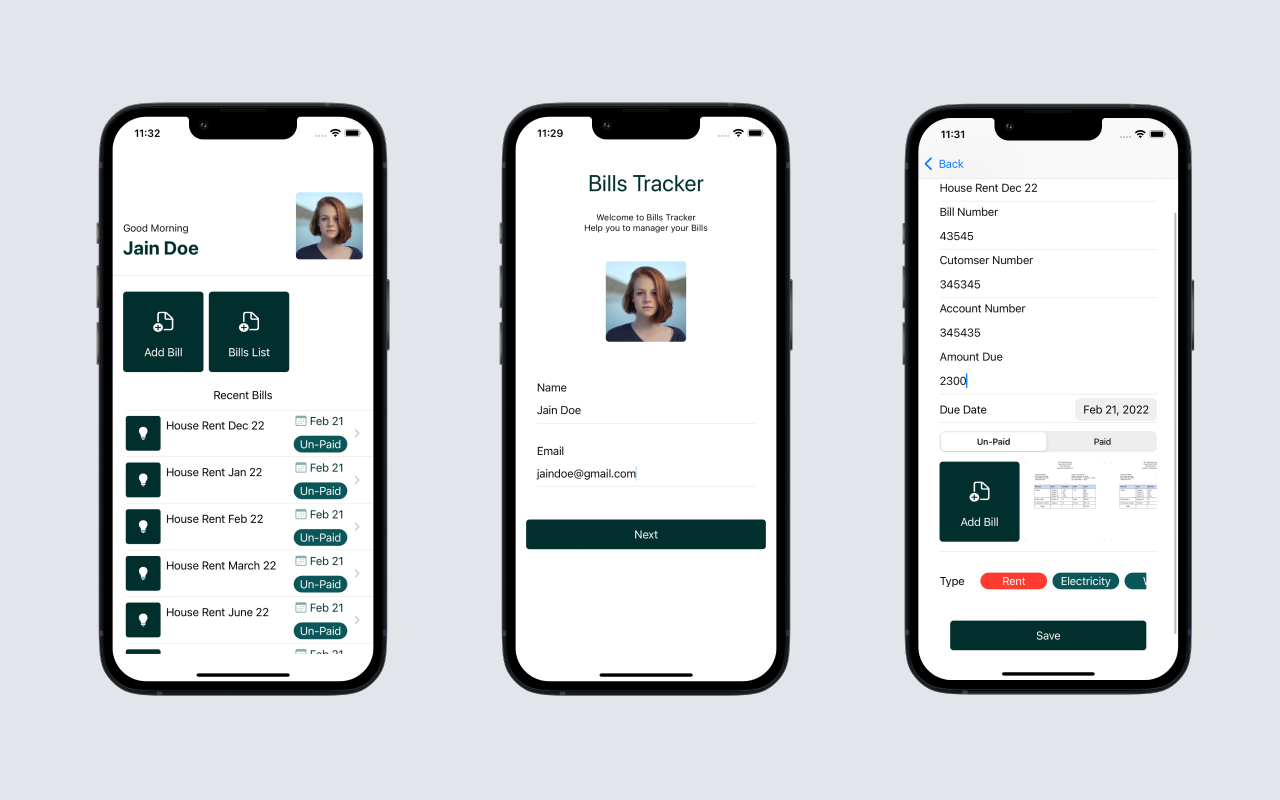 11:32
Good Morning
Jain Doe
Add Bill
Bills List
Recent Bills
House Rent Dec 22
Feb 21
Un-Paid
House Rent Jan 22
Feb 21
Un-Paid
House Rent Feb 22
Feb 21
Un-Paid
House Rent March 22
Feb 21
Un-Paid
House Rent June 22
Feb 21
Un-Paid
Feb 21
11:29
Bills Tracker
Welcome to Bills Tracker
Help you to manager your Bills
Name
Jain Doe
Email
jaindoe@gmail.com
Next
11:31
Back
House Rent Dec 22
Bill Number
43545
Cutomser Number
345345
Account Number
345435
Amount Due
2300
Due Date
Feb 21, 2022
Un-Paid
Paid
Add Bill
Type
Rent
Electricity
Save